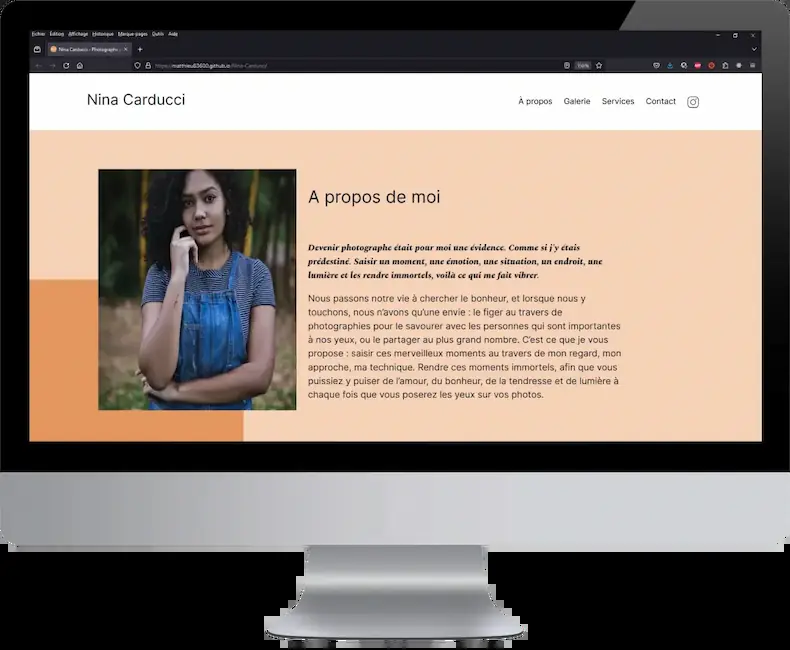 Fichier Édition Affichage Historique Marque-pages Outils Aide
Nina Carducci - Photographe
https://matthieu83600.github.io/Nina-Carducci/
Nina Carducci
À propos Galerie Services Contact
A propos de moi
Devenir photographe était pour moi une évidence. Comme si j'y étais
prédestiné. Saisir un moment, une émotion, une situation, un endroit, une
lumière et les rendre immortels, voilà ce qui me fait vibrer.
Nous passons notre vie à chercher le bonheur, et lorsque nous y
touchons, nous n'avons qu'une envie : le figer au travers de
photographies pour le savourer avec les personnes qui sont importantes
à nos yeux, ou le partager au plus grand nombre. C'est ce que je vous
propose : saisir ces merveilleux moments au travers de mon regard, mon
approche, ma technique. Rendre ces moments immortels, afin que vous
puissiez y puiser de l'amour, du bonheur, de la tendresse et de lumière à
chaque fois que vous poserez les yeux sur vos photos.